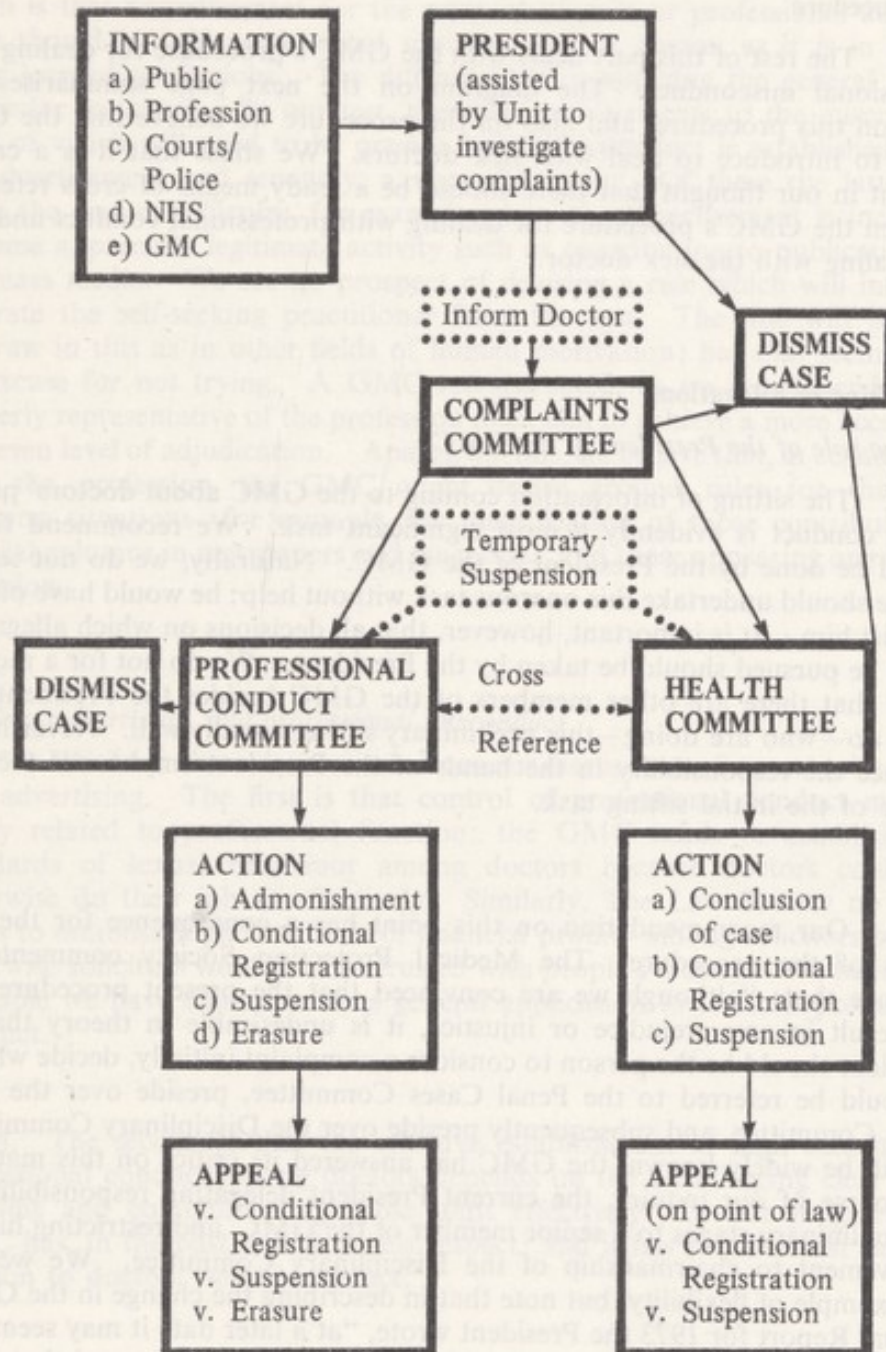 INFORMATION
a) Public
b) Profession
c) Courts/
Police
d) NHS
e) GMC
PRESIDENT
(assisted
by Unit to
investigate
complaints)
Inform Doctor
DISMISS
CASE
COMPLAINTS
COMMITTEE
Temporary
Suspension
DISMISS
CASE
PROFESSIONAL
CONDUCT
COMMITTEE
Cross
Reference
HEALTH
COMMITTEE
ACTION
a) Admonishment
b) Conditional
Registration
c) Suspension
d) Erasure
ACTION
a) Conclusion
of case
b) Conditional
Registration
c) Suspension
APPEAL
v. Conditional
Registration
v. Suspension
v. Erasure
APPEAL
(on point of law)
v. Conditional
Registration
v. Suspension